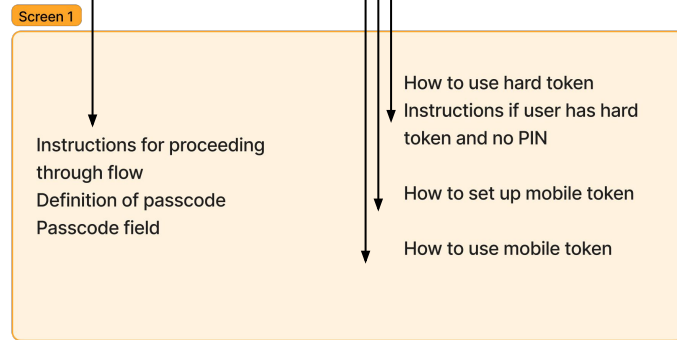 Screen 1
Instructions for proceeding
through flow
Definition of passcode
Passcode field
How to use hard token
Instructions if user has hard
token and no PIN
How to set up mobile token
How to use mobile token